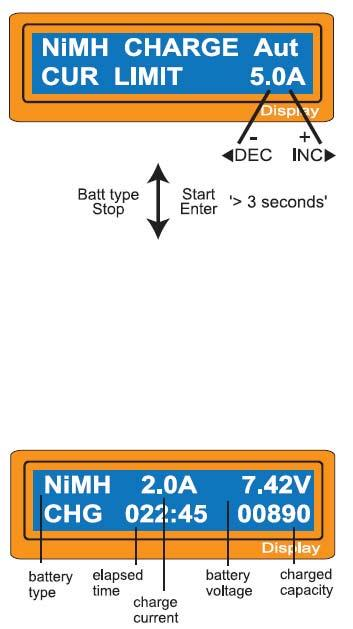 NiMH CHARGE Aut
CUR LIMIT 5.0A
Display
- +
◀DEC INC▶
Batt type Start
Stop Enter '> 3 seconds'
NiMH 2.0A 7.42V
CHG 022:45 00890
Display
battery elapsed battery charged
type time voltage capacity
charge
current